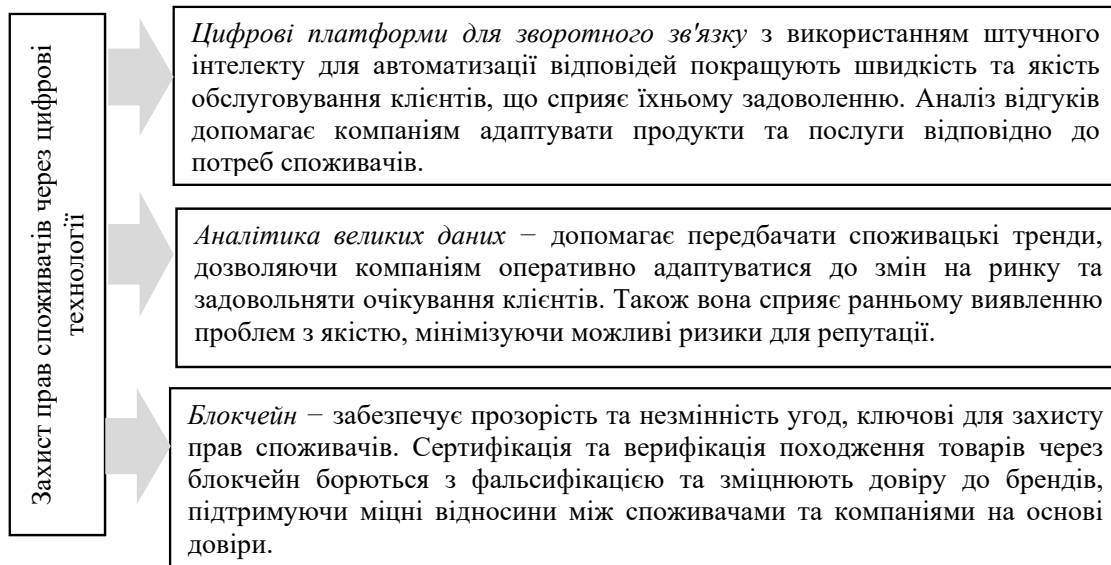 Захист прав споживачів через цифрові
технології
Цифрові платформи для зворотного зв'язку з використанням штучного
інтелекту для автоматизації відповідей покращують швидкість та якість
обслуговування клієнтів, що сприяє їхньому задоволенню. Аналіз відгуків
допомагає компаніям адаптувати продукти та послуги відповідно до
потреб споживачів.
Аналітика великих даних − допомагає передбачати споживацькі тренди,
дозволяючи компаніям оперативно адаптуватися до змін на ринку та
задовольняти очікування клієнтів. Також вона сприяє ранньому виявленню
проблем з якістю, мінімізуючи можливі ризики для репутації.
Блокчейн − забезпечує прозорість та незмінність угод, ключові для захисту
прав споживачів. Сертифікація та верифікація походження товарів через
блокчейн борються з фальсифікацією та зміцнюють довіру до брендів,
підтримуючи міцні відносини між споживачами та компаніями на основі
довіри.